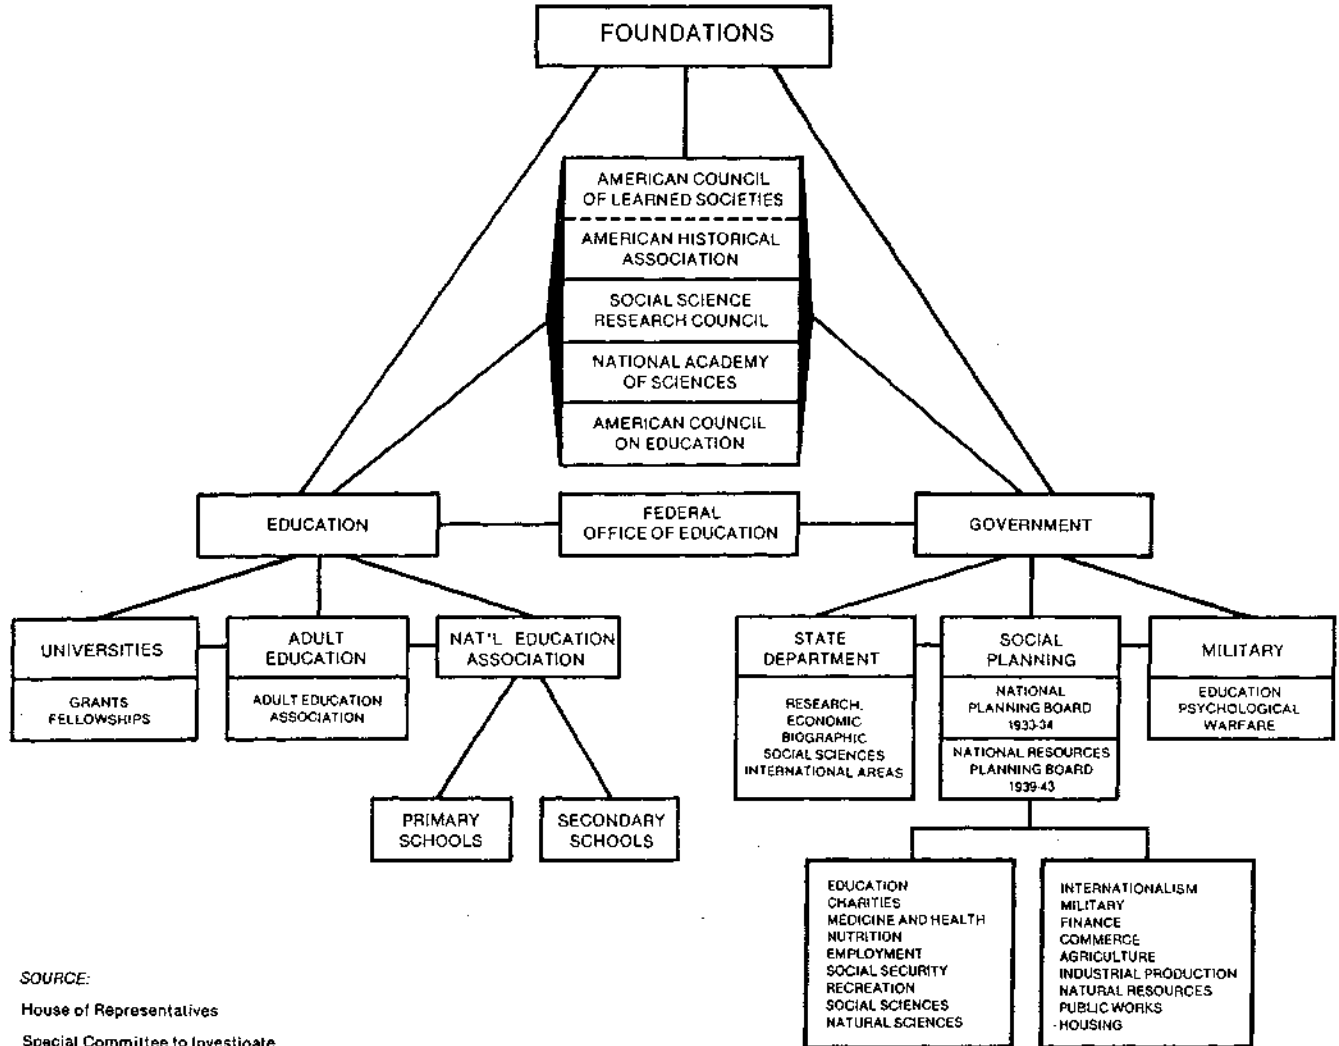 FOUNDATIONS
AMERICAN COUNCIL
OF LEARNED SOCIETIES
AMERICAN HISTORICAL
ASSOCIATION
SOCIAL SCIENCE
RESEARCH COUNCIL
NATIONAL ACADEMY
OF SCIENCES
AMERICAN COUNCIL
ON EDUCATION
EDUCATION
FEDERAL
OFFICE OF EDUCATION
GOVERNMENT
UNIVERSITIES
GRANTS
FELLOWSHIPS
ADULT
EDUCATION
ADULT EDUCATION
ASSOCIATION
NAT'L EDUCATION
ASSOCIATION
PRIMARY
SCHOOLS
SECONDARY
SCHOOLS
STATE
DEPARTMENT
RESEARCH,
ECONOMIC
BIOGRAPHIC
SOCIAL SCIENCES
INTERNATIONAL AREAS
SOCIAL
PLANNING
NATIONAL
PLANNING BOARD
1933-34
NATIONAL RESOURCES
PLANNING BOARD
1939-43
MILITARY
EDUCATION
PSYCHOLOGICAL
WARFARE
EDUCATION
CHARITIES
MEDICINE AND HEALTH
NUTRITION
EMPLOYMENT
SOCIAL SECURITY
RECREATION
SOCIAL SCIENCES
NATURAL SCIENCES
INTERNATIONALISM
MILITARY
FINANCE
COMMERCE
AGRICULTURE
INDUSTRIAL PRODUCTION
NATURAL RESOURCES
PUBLIC WORKS
HOUSING
SOURCE:
House of Representatives
Special Committee to Investigate